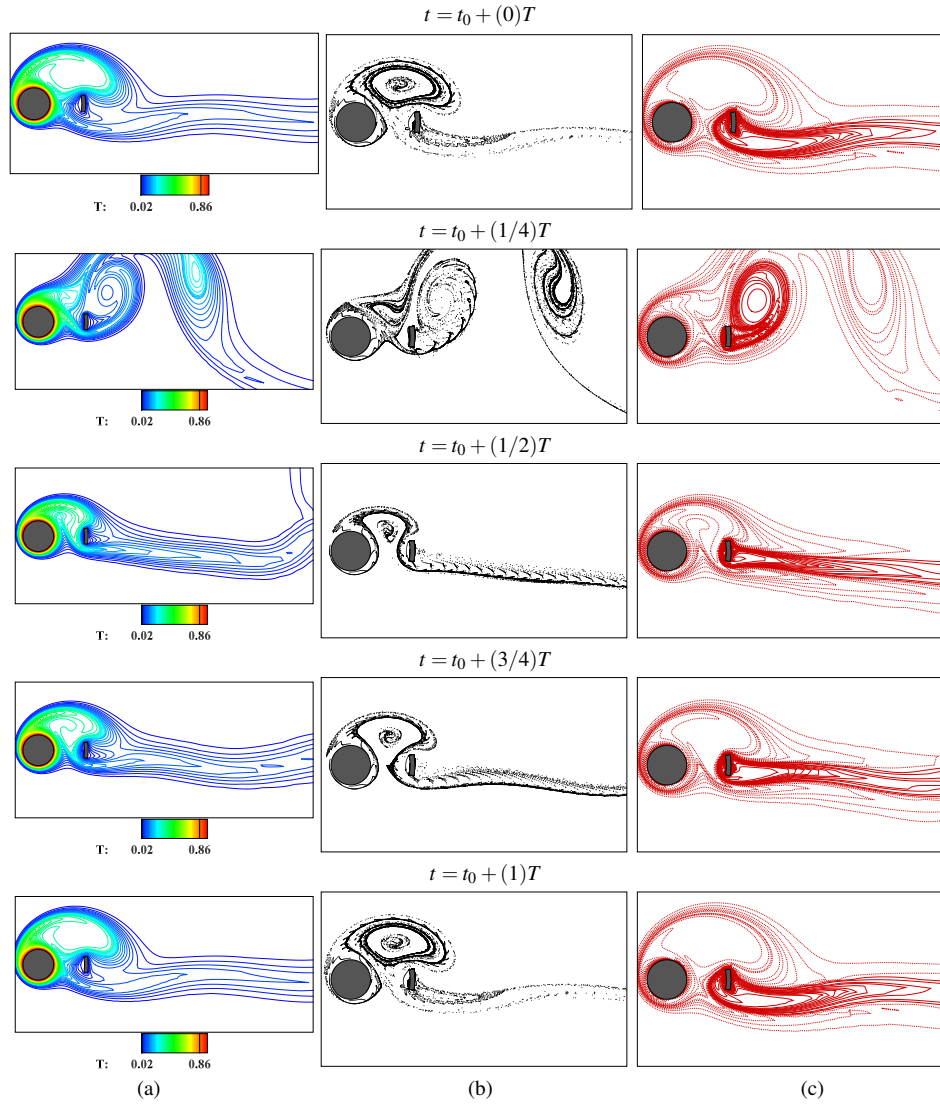 t = t₀ + (0)T
T: 0.02 0.86
t = t₀ + (1/4)T
T: 0.02 0.86
t = t₀ + (1/2)T
T: 0.02 0.86
t = t₀ + (3/4)T
T: 0.02 0.86
t = t₀ + (1)T
T: 0.02 0.86
(a) (b) (c)